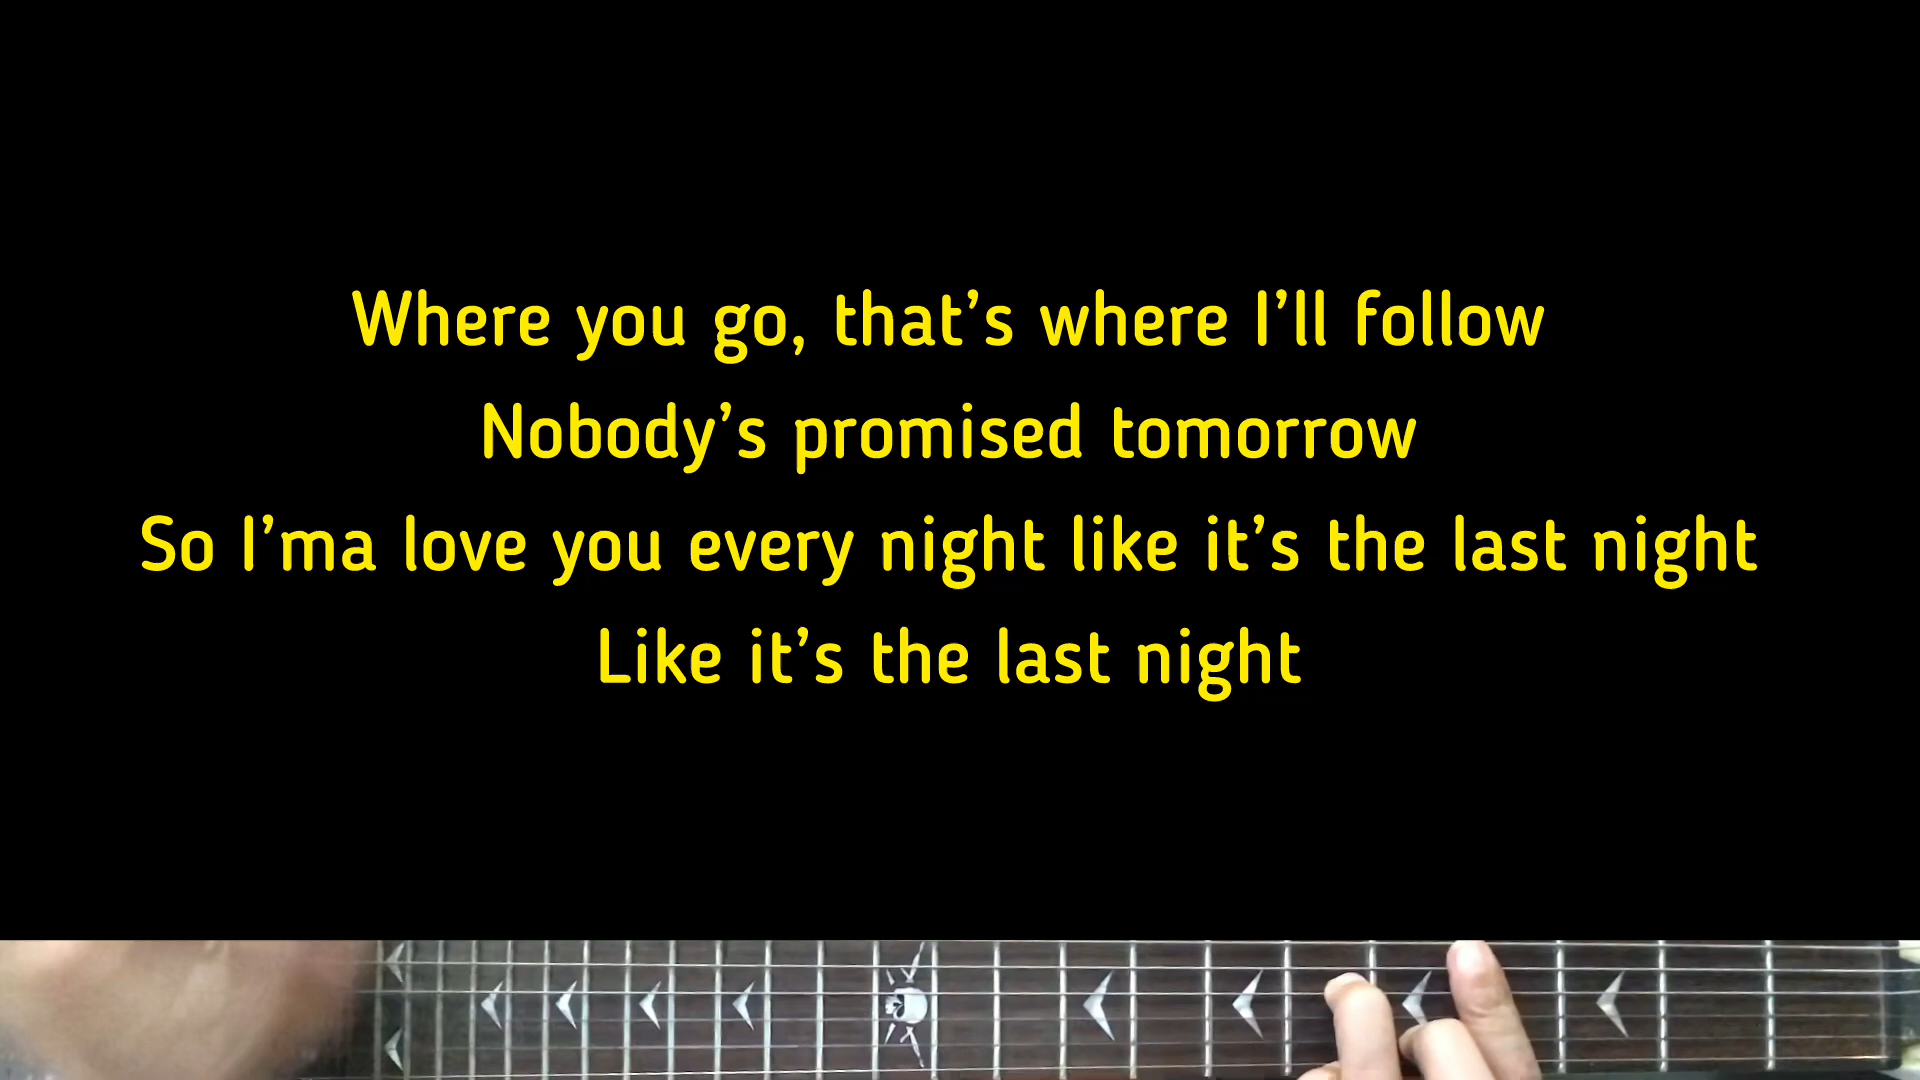 Where you go, that’s where I’ll follow
Nobody’s promised tomorrow
So I’ma love you every night like it’s the last night
Like it’s the last night